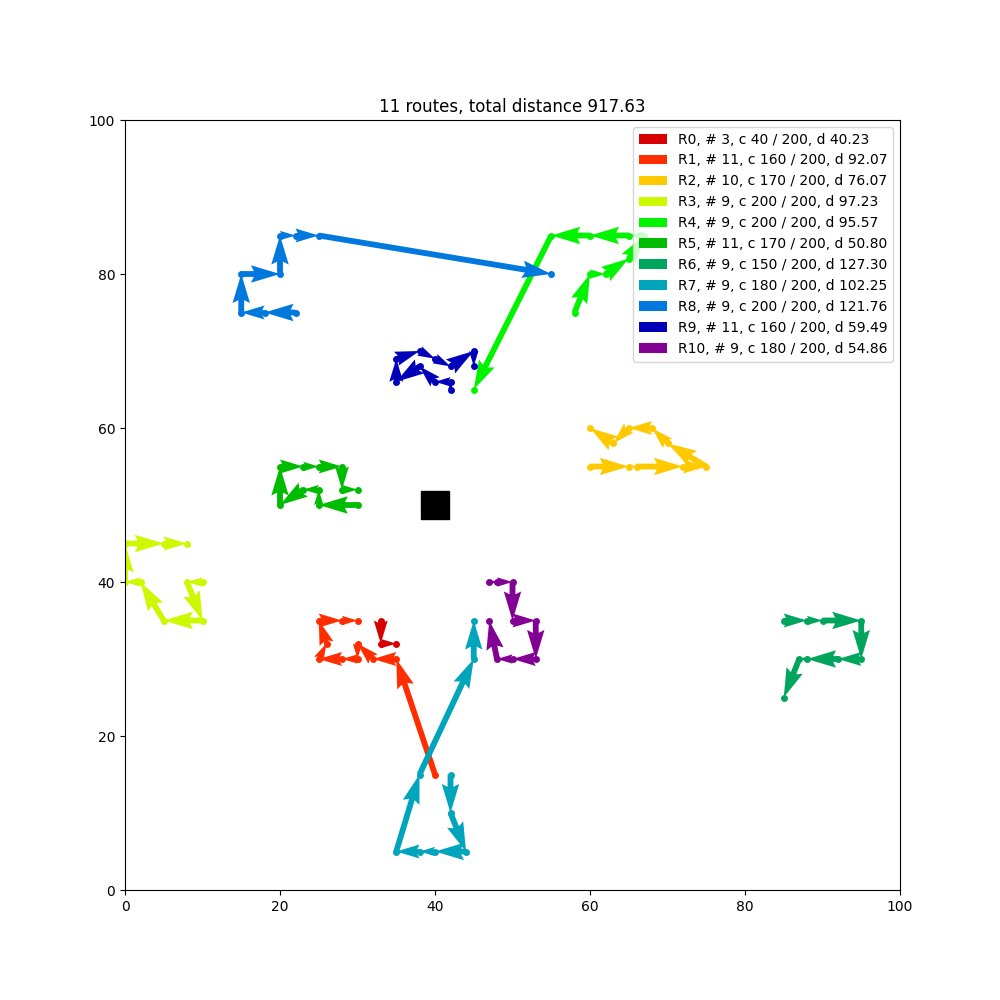 11 routes, total distance 917.63
R0, # 3, c 40 / 200, d 40.23
R1, # 11, c 160 / 200, d 92.07
R2, # 10, c 170 / 200, d 76.07
R3, # 9, c 200 / 200, d 97.23
R4, # 9, c 200 / 200, d 95.57
R5, # 11, c 170 / 200, d 50.80
R6, # 9, c 150 / 200, d 127.30
R7, # 9, c 180 / 200, d 102.25
R8, # 9, c 200 / 200, d 121.76
R9, # 11, c 160 / 200, d 59.49
R10, # 9, c 180 / 200, d 54.86
100
80
60
40
20
0
0 20 40 60 80 100